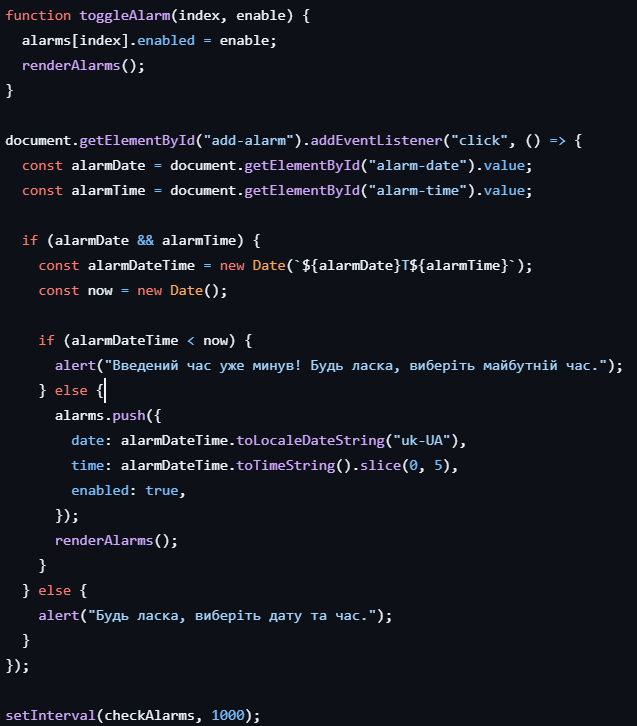 function toggleAlarm(index, enable) {
  alarms[index].enabled = enable;
  renderAlarms();
}

document.getElementById("add-alarm").addEventListener("click", () => {
  const alarmDate = document.getElementById("alarm-date").value;
  const alarmTime = document.getElementById("alarm-time").value;

  if (alarmDate && alarmTime) {
    const alarmDateTime = new Date(`${alarmDate}T${alarmTime}`);
    const now = new Date();

    if (alarmDateTime < now) {
      alert("Введений час уже минув! Будь ласка, виберіть майбутній час.");
    } else {
      alarms.push({
        date: alarmDateTime.toLocaleDateString("uk-UA"),
        time: alarmDateTime.toTimeString().slice(0, 5),
        enabled: true,
      });
      renderAlarms();
    }
  } else {
    alert("Будь ласка, виберіть дату та час.");
  }
});

setInterval(checkAlarms, 1000);